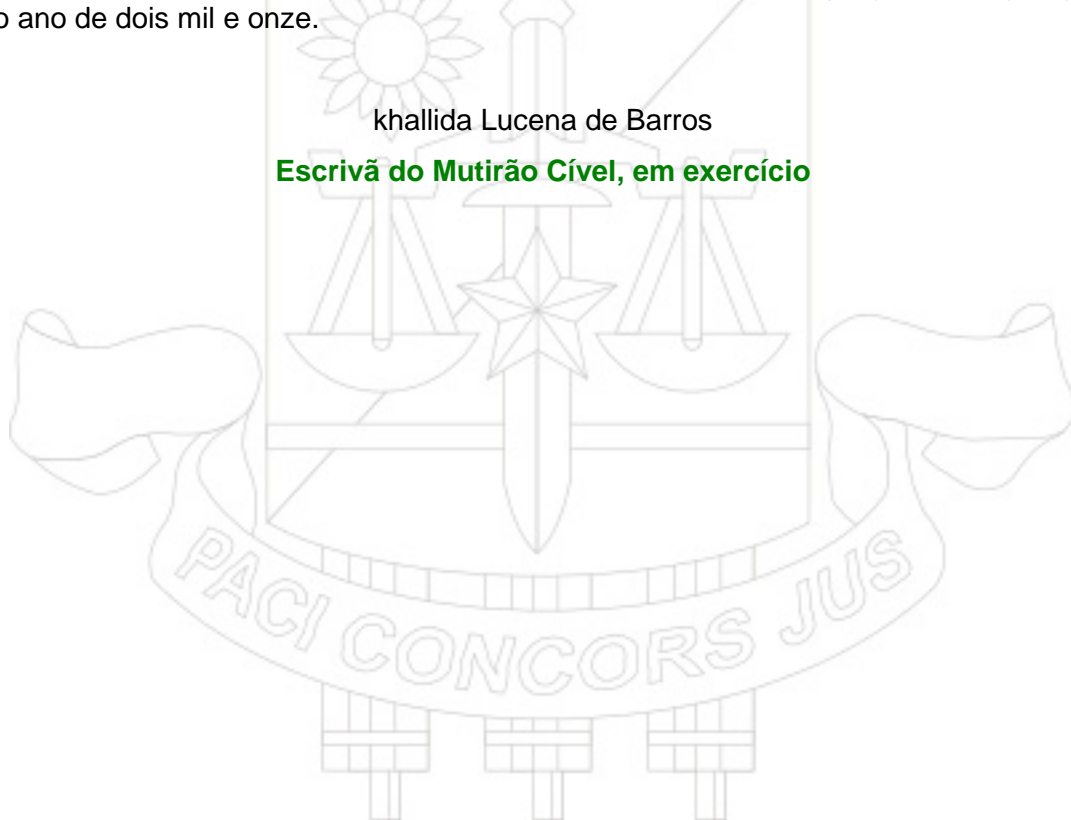 o ano de dois mil e onze.
khallida Lucena de Barros
Escrivã do Mutirão Cível, em exercício
PACI CONCORS JUS